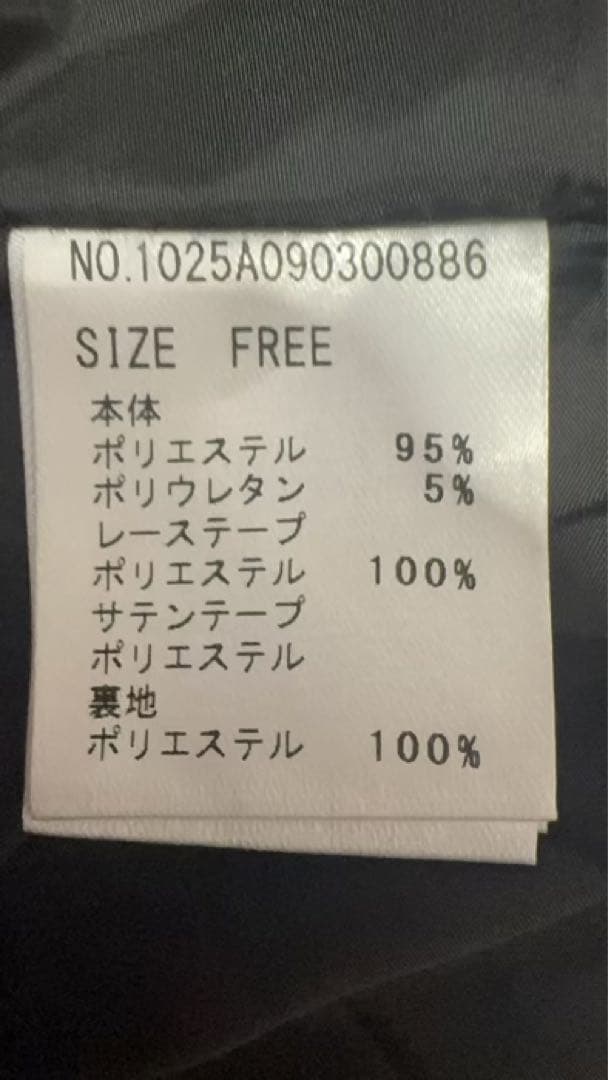 NO.1025A090300886
SIZE FREE
本体
ポリエステル 95%
ポリウレタン 5%
レーステープ
ポリエステル 100%
サテンテープ
ポリエステル
裏地
ポリエステル 100%